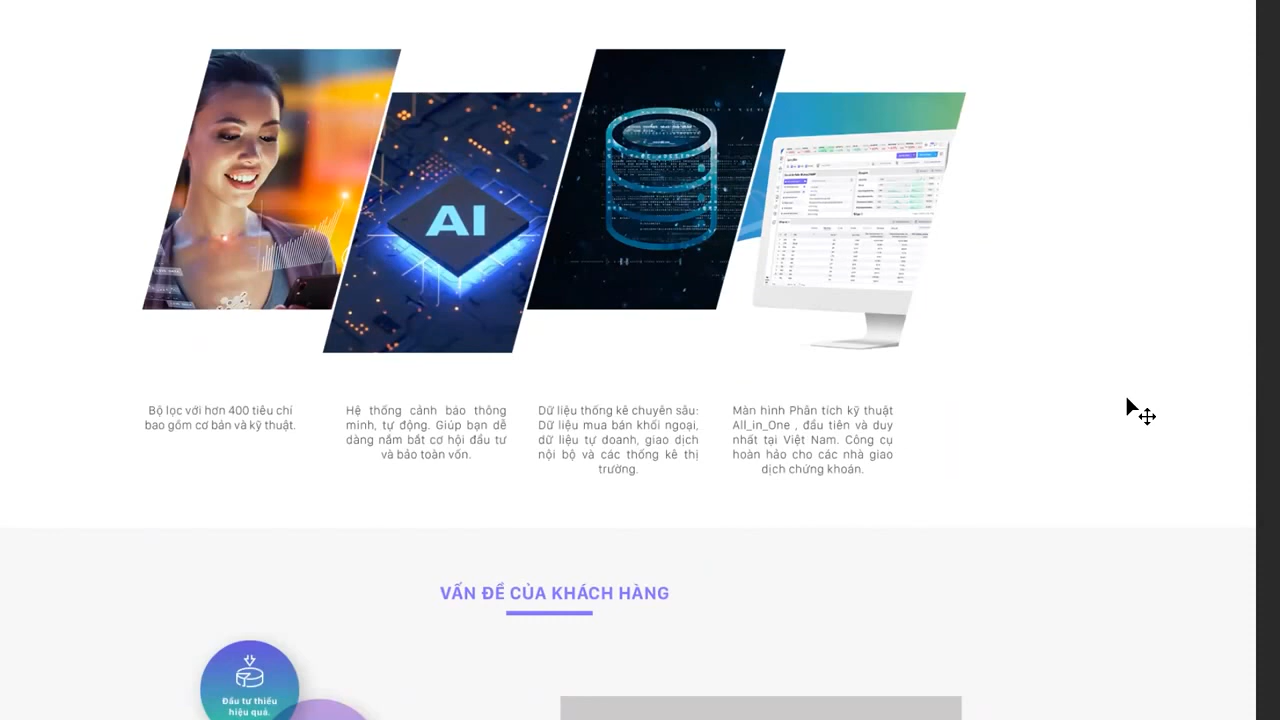 AI
Bộ lọc với hơn 400 tiêu chí
bao gồm cơ bản và kỹ thuật.
Hệ thống cảnh báo thông
minh, tự động. Giúp bạn dễ
dàng nắm bắt cơ hội đầu tư
và bảo toàn vốn.
Dữ liệu thống kê chuyên sâu:
Dữ liệu mua bán khối ngoại,
dữ liệu tự doanh, giao dịch
nội bộ và các thống kê thị
trường.
Màn hình Phân tích kỹ thuật
All_in_One , đầu tiên và duy
nhất tại Việt Nam. Công cụ
hoàn hảo cho các nhà giao
dịch chứng khoán.
VẤN ĐỀ CỦA KHÁCH HÀNG
Đầu tư thiếu
hiệu quả.